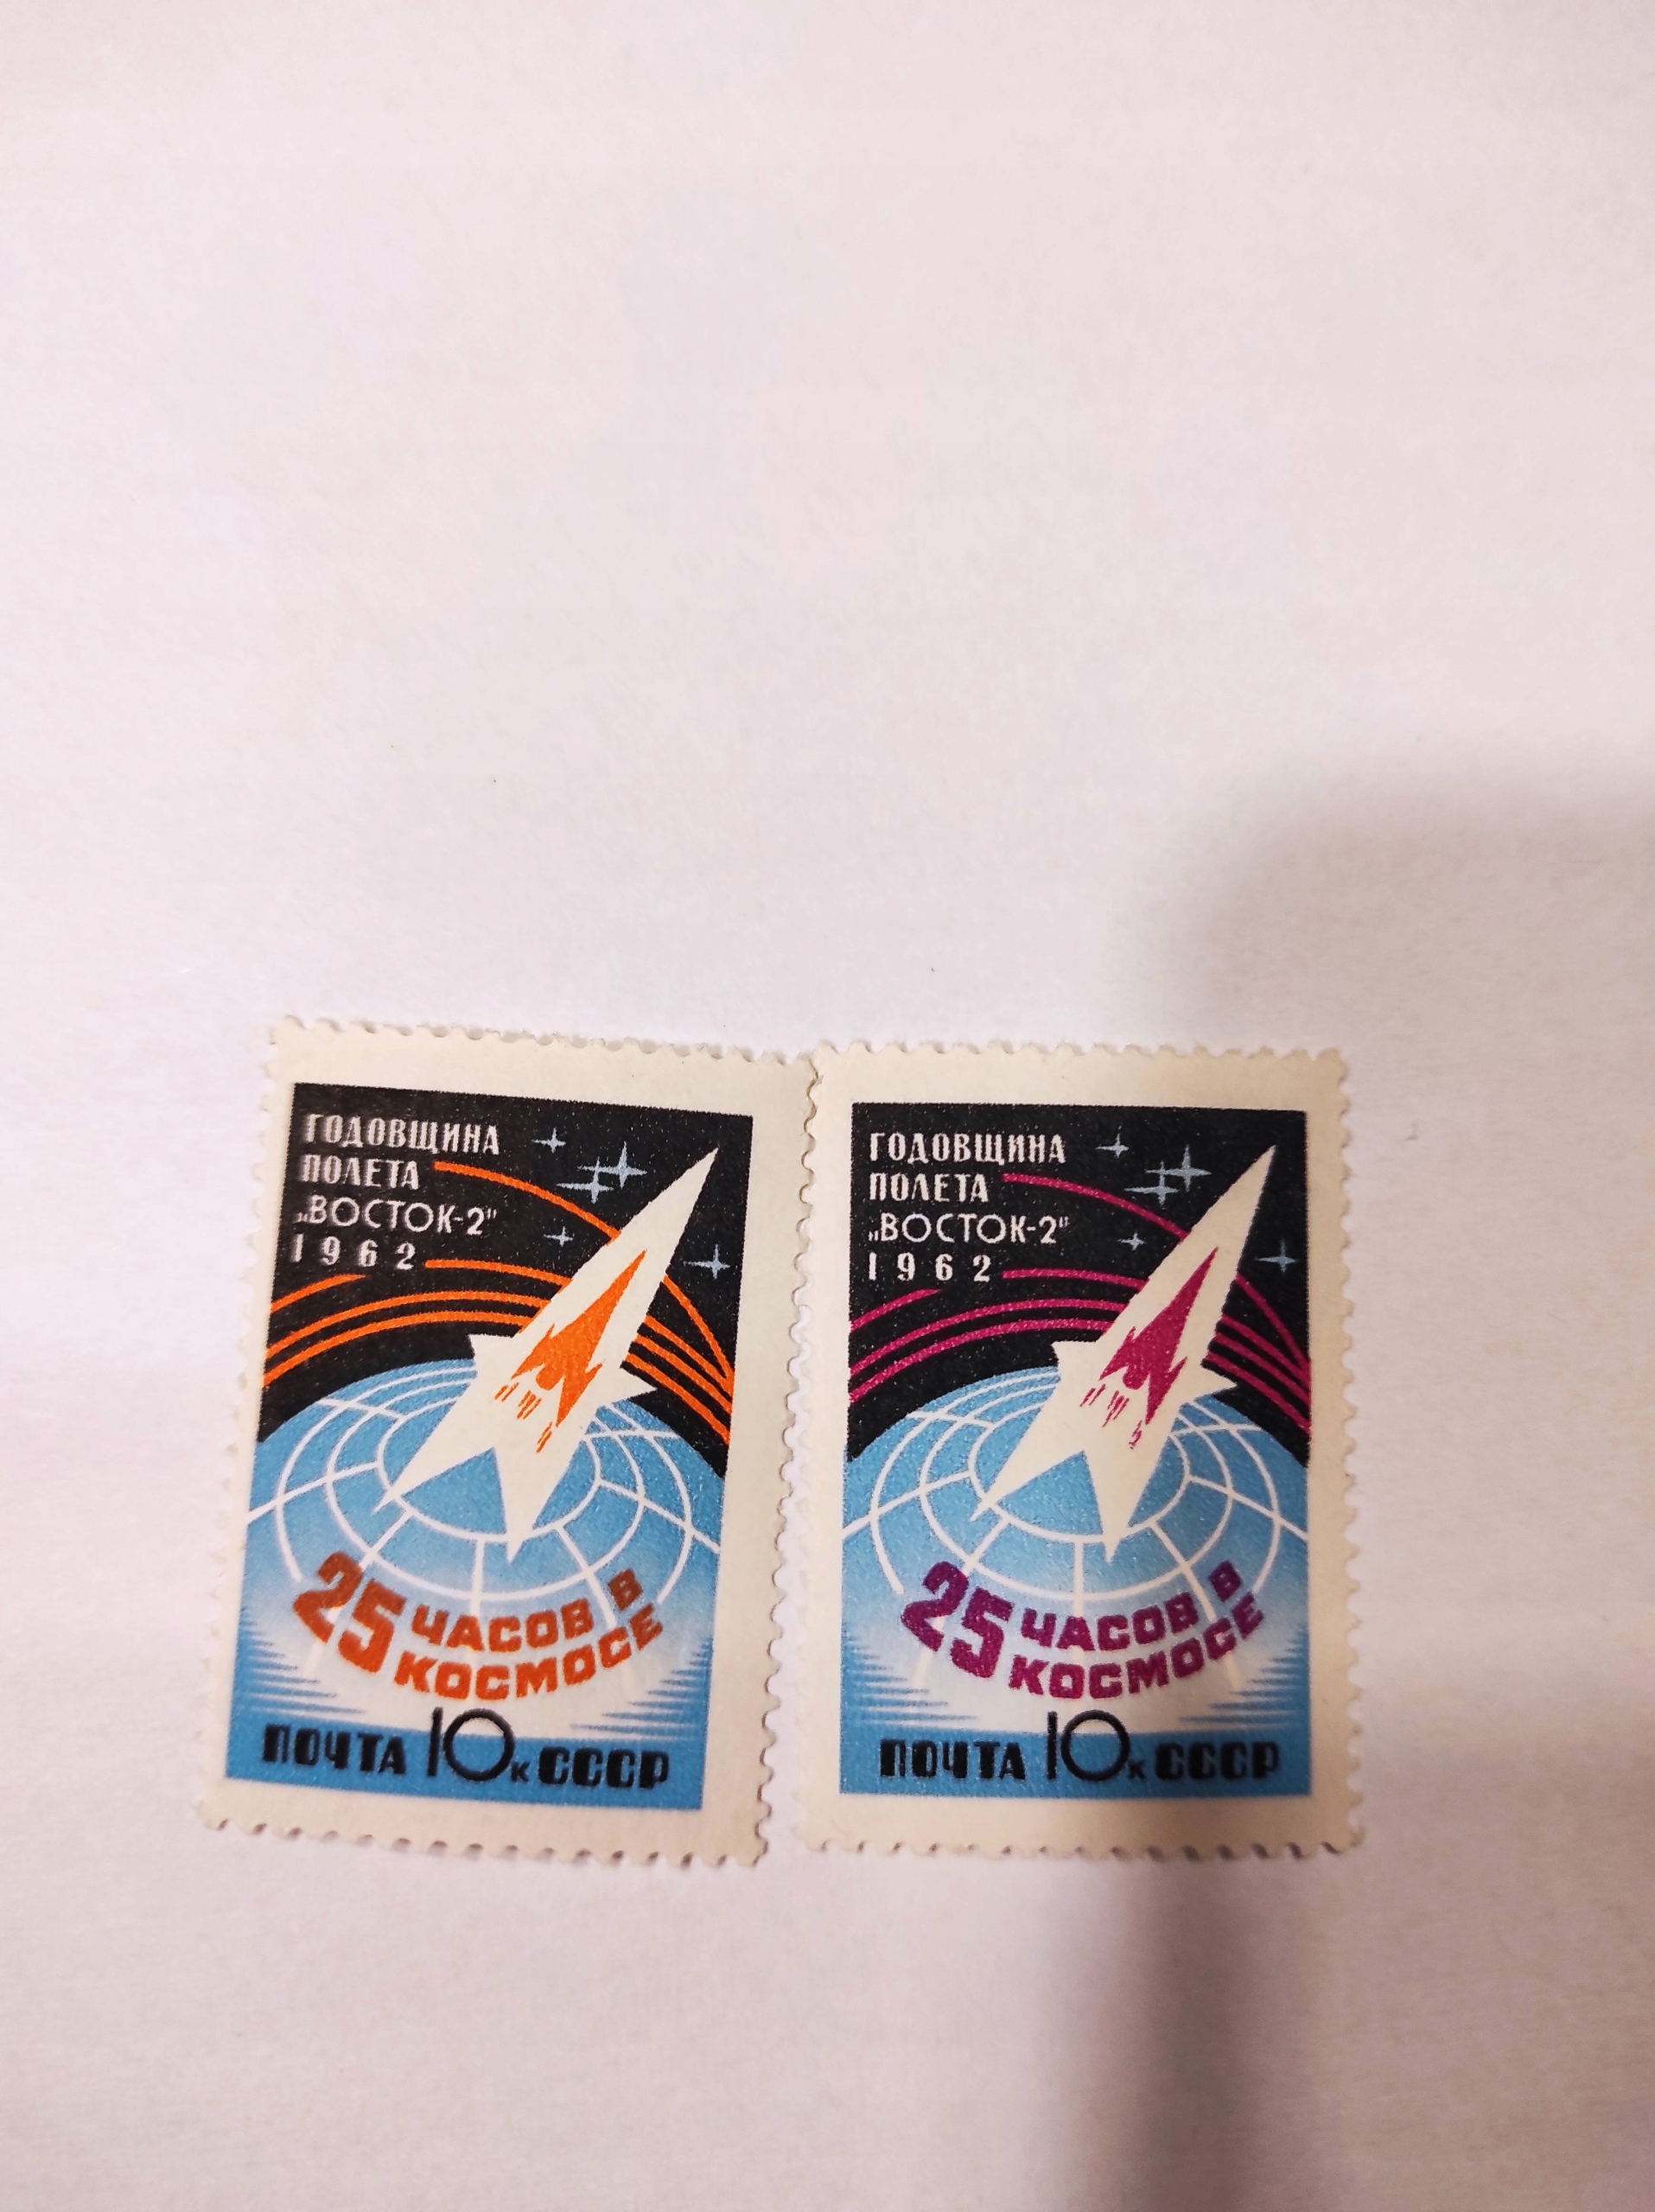 ГОДОВЩИНА
ПОЛЕТА
„ВОСТОК-2"
1962
25 ЧАСОВ В
КОСМОСЕ
ПОЧТА 10к СССР
ГОДОВЩИНА
ПОЛЕТА
„ВОСТОК-2"
1962
25 ЧАСОВ В
КОСМОСЕ
ПОЧТА 10к СССР